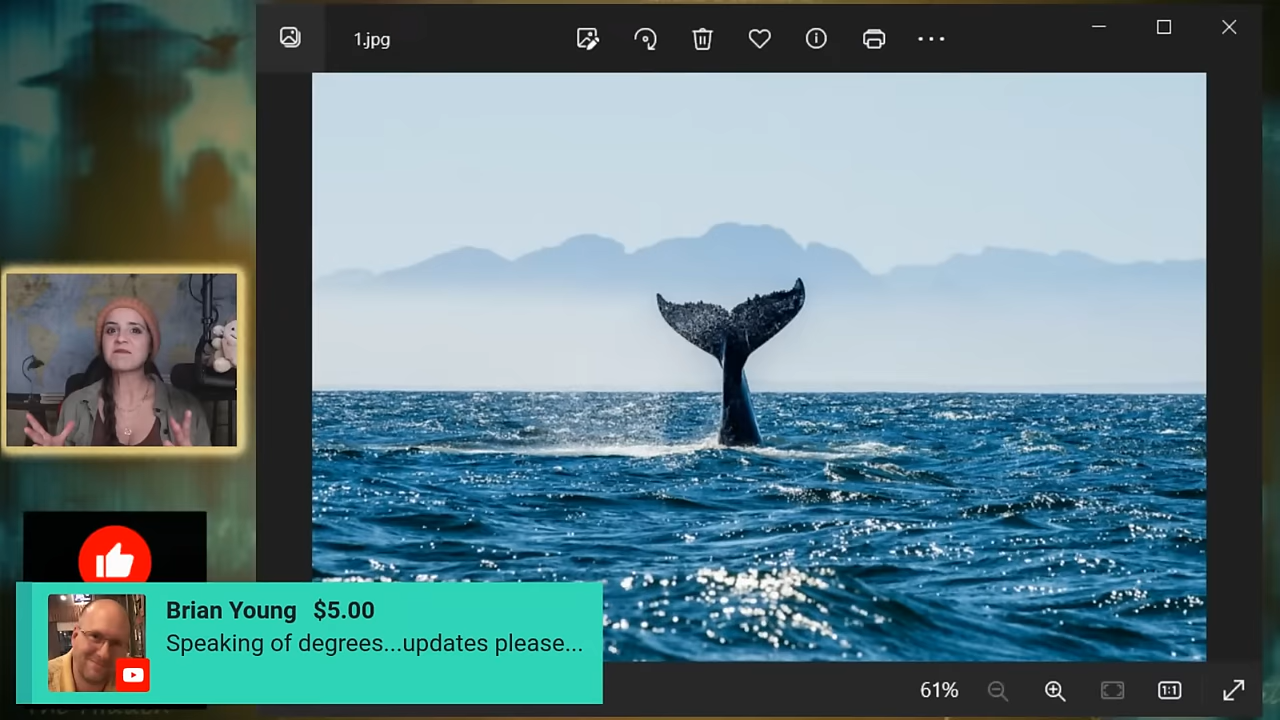 1.jpg
Brian Young $5.00
Speaking of degrees...updates please...
61%
1:1